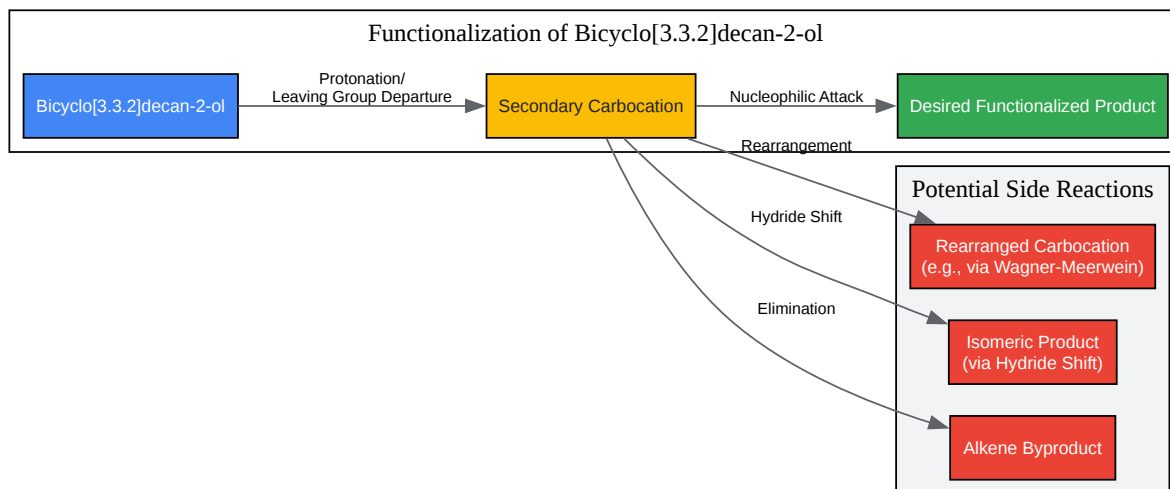 Functionalization of Bicyclo[3.3.2]decan-2-ol
Bicyclo[3.3.2]decan-2-ol
Protonation/
Leaving Group Departure
Secondary Carbocation
Nucleophilic Attack
Desired Functionalized Product
Rearrangement
Potential Side Reactions
Hydride Shift
Rearranged Carbocation
(e.g., via Wagner-Meerwein)
Elimination
Isomeric Product
(via Hydride Shift)
Alkene Byproduct